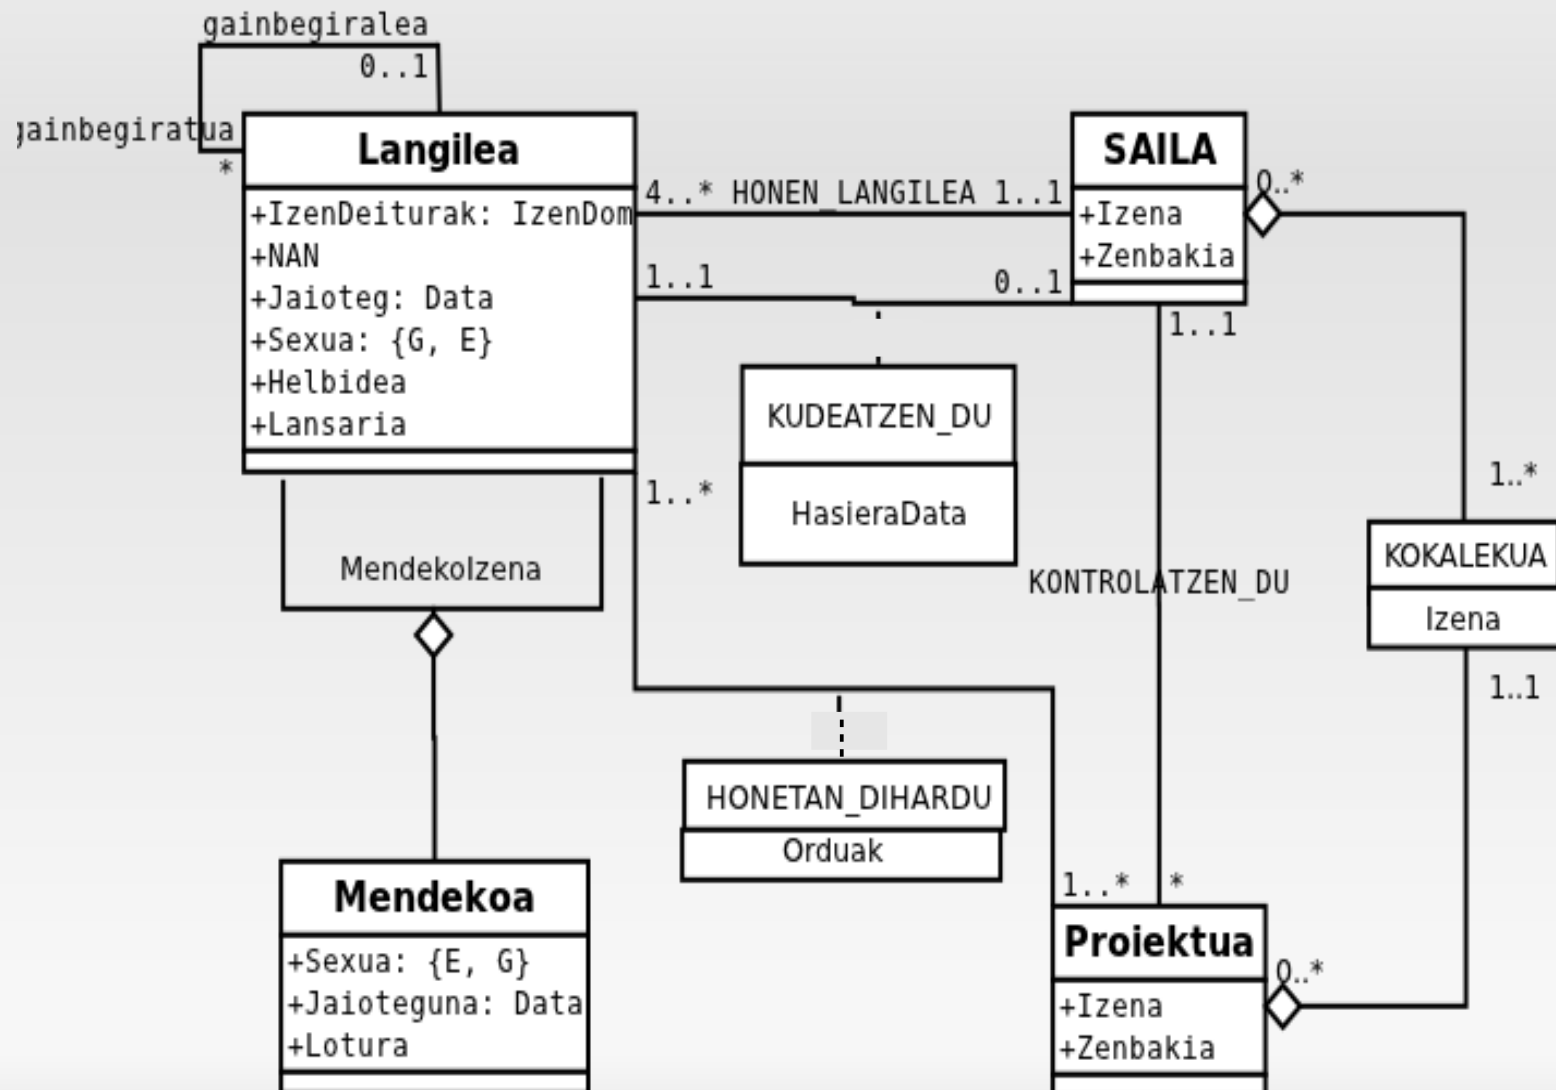 gainbegiralea
0..1
gainbegiratua
*
Langilea
+IzenDeiturak: IzenDom
+NAN
+Jaioteg: Data
+Sexua: {G, E}
+Helbidea
+Lansaria
4..* HONEN_LANGILEA 1..1
1..1
0..1
SAILA
+Izena
+Zenbakia
0..*
1..1
KUDEATZEN_DU
HasieraData
1..*
MendekoIzena
KONTROLATZEN_DU
1..*
KOKALEKUA
Izena
1..1
HONETAN_DIHARDU
Orduak
Mendekoa
+Sexua: {E, G}
+Jaioteguna: Data
+Lotura
1..*
*
Proiektua
+Izena
+Zenbakia
0..*